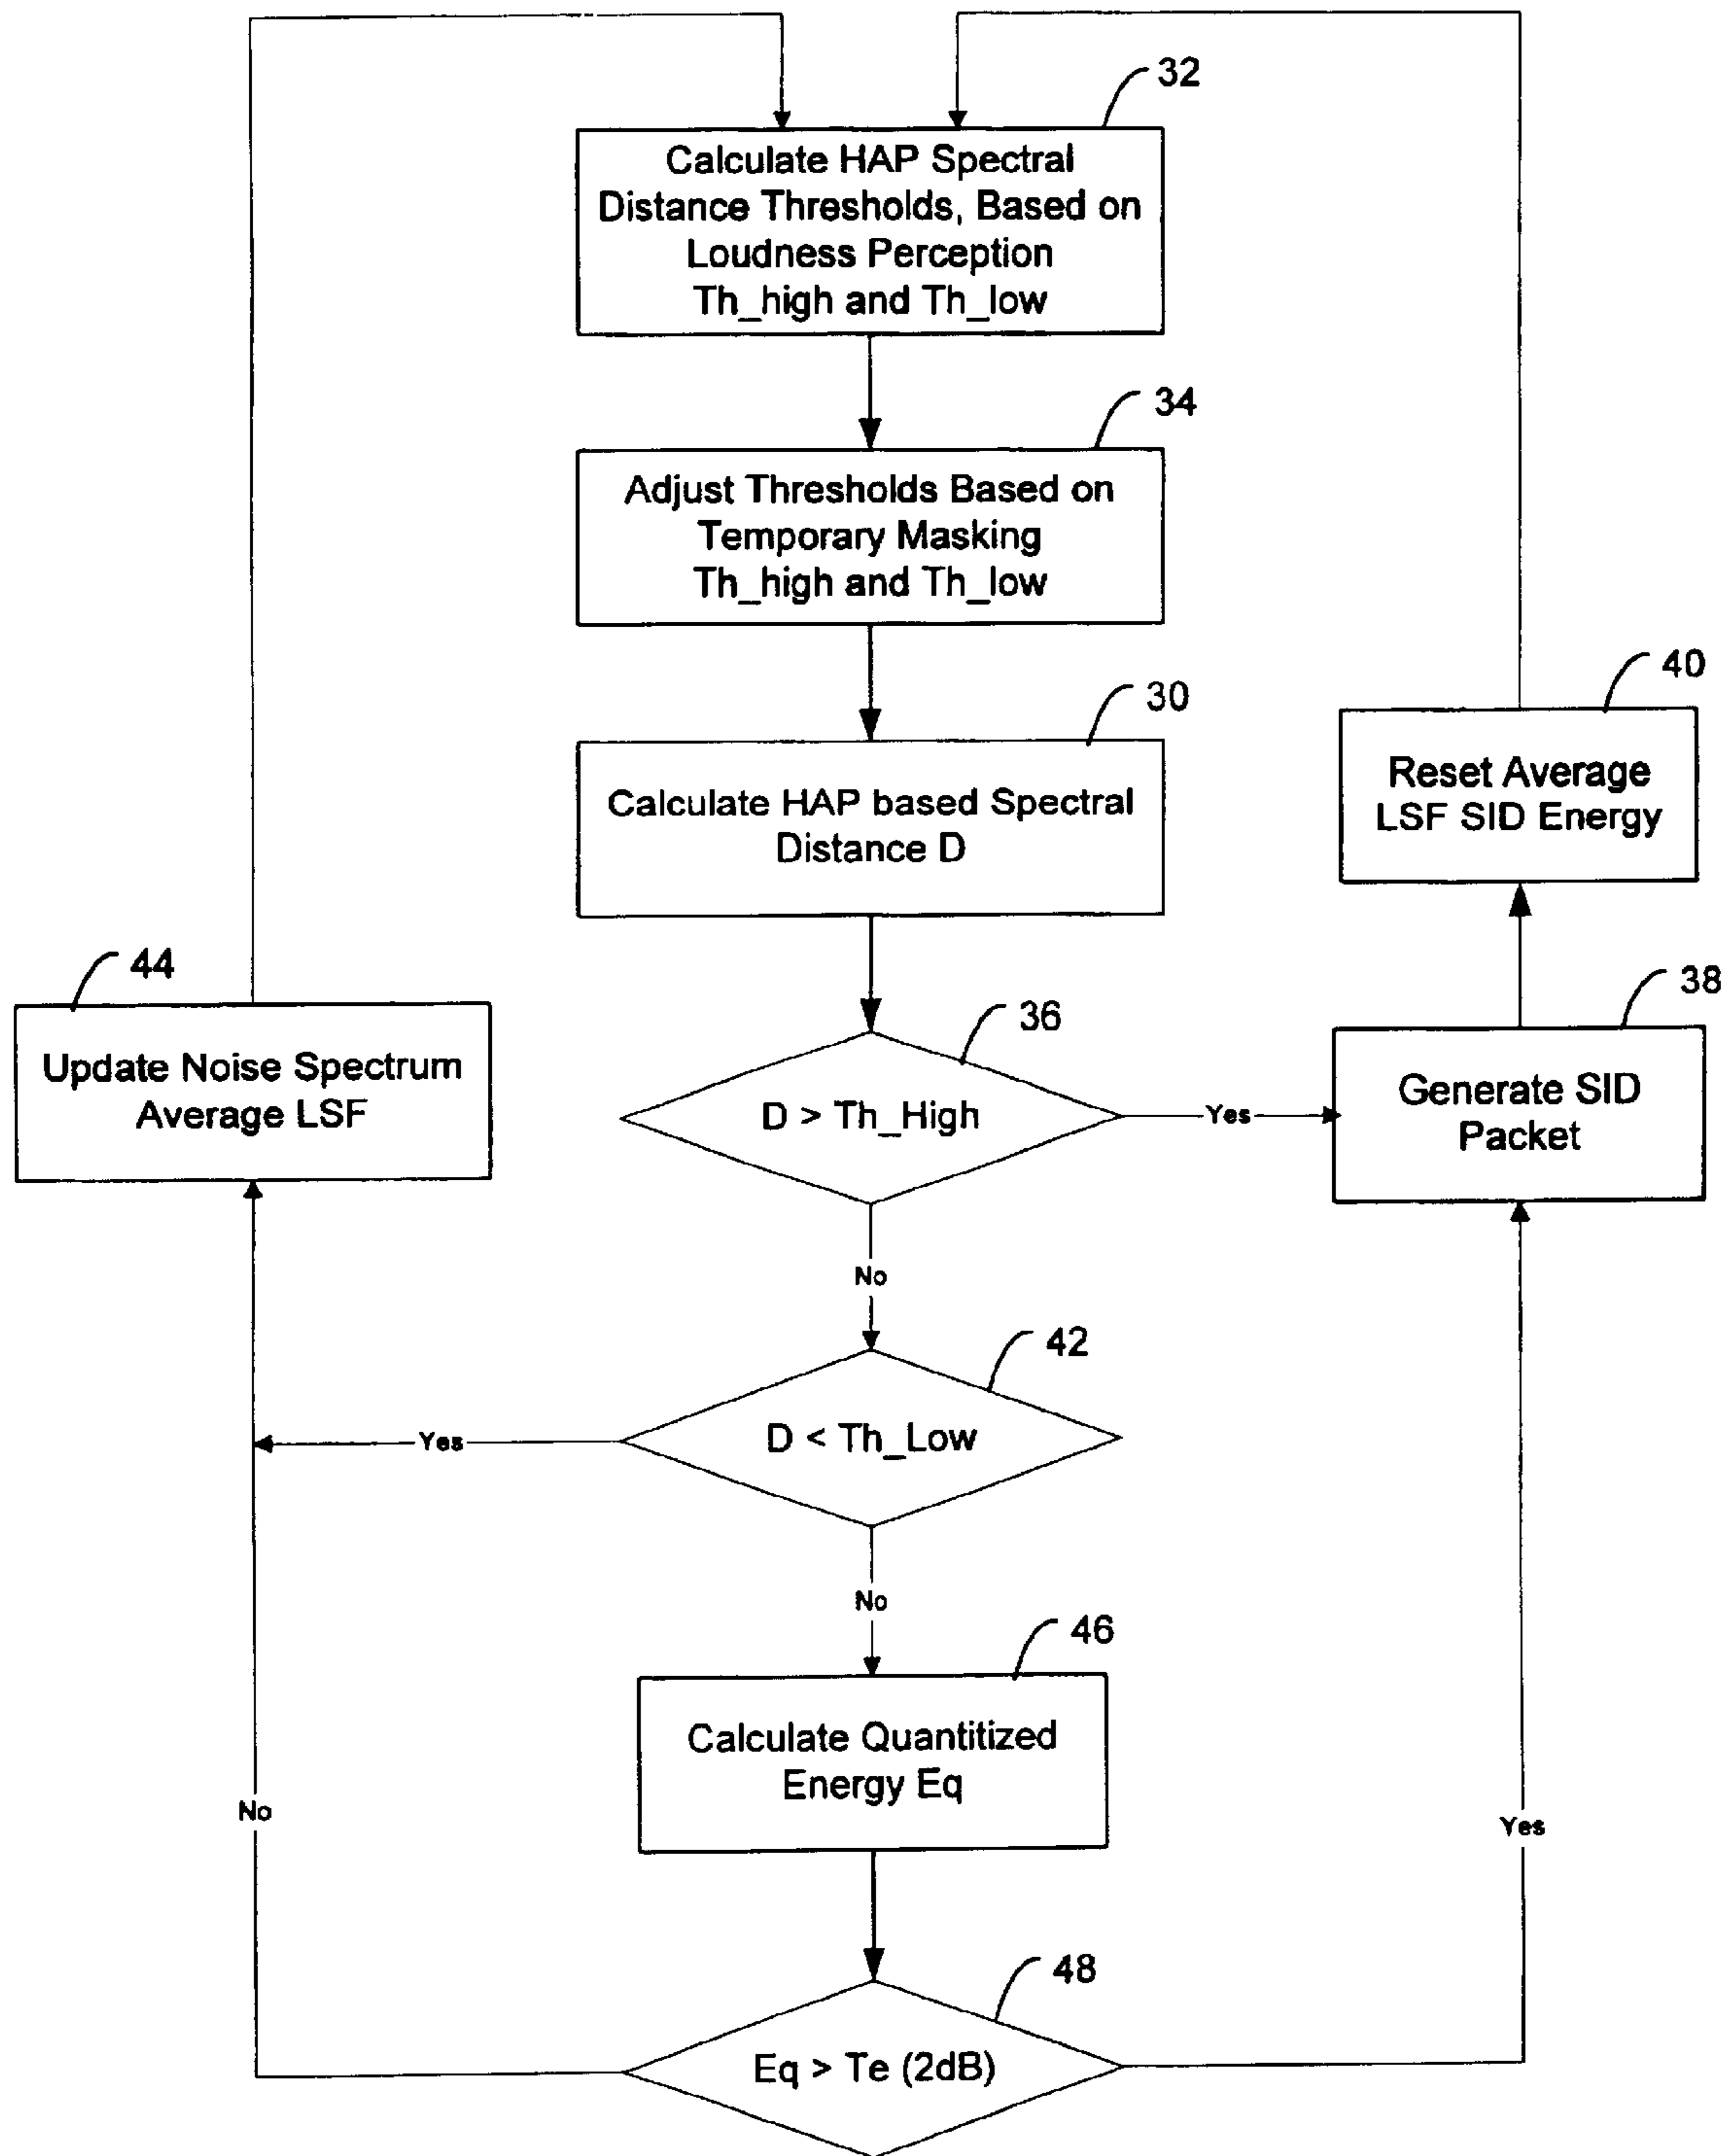 32
Calculate HAP Spectral
Distance Thresholds, Based on
Loudness Perception
Th_high and Th_low
34
Adjust Thresholds Based on
Temporary Masking
Th_high and Th_low
30
Calculate HAP based Spectral
Distance D
40
Reset Average
LSF SID Energy
44
Update Noise Spectrum
Average LSF
36
D > Th_High
Yes
38
Generate SID
Packet
No
42
D < Th_Low
Yes
No
46
Calculate Quantitized
Energy Eq
No
Yes
48
Eq > Te (2dB)